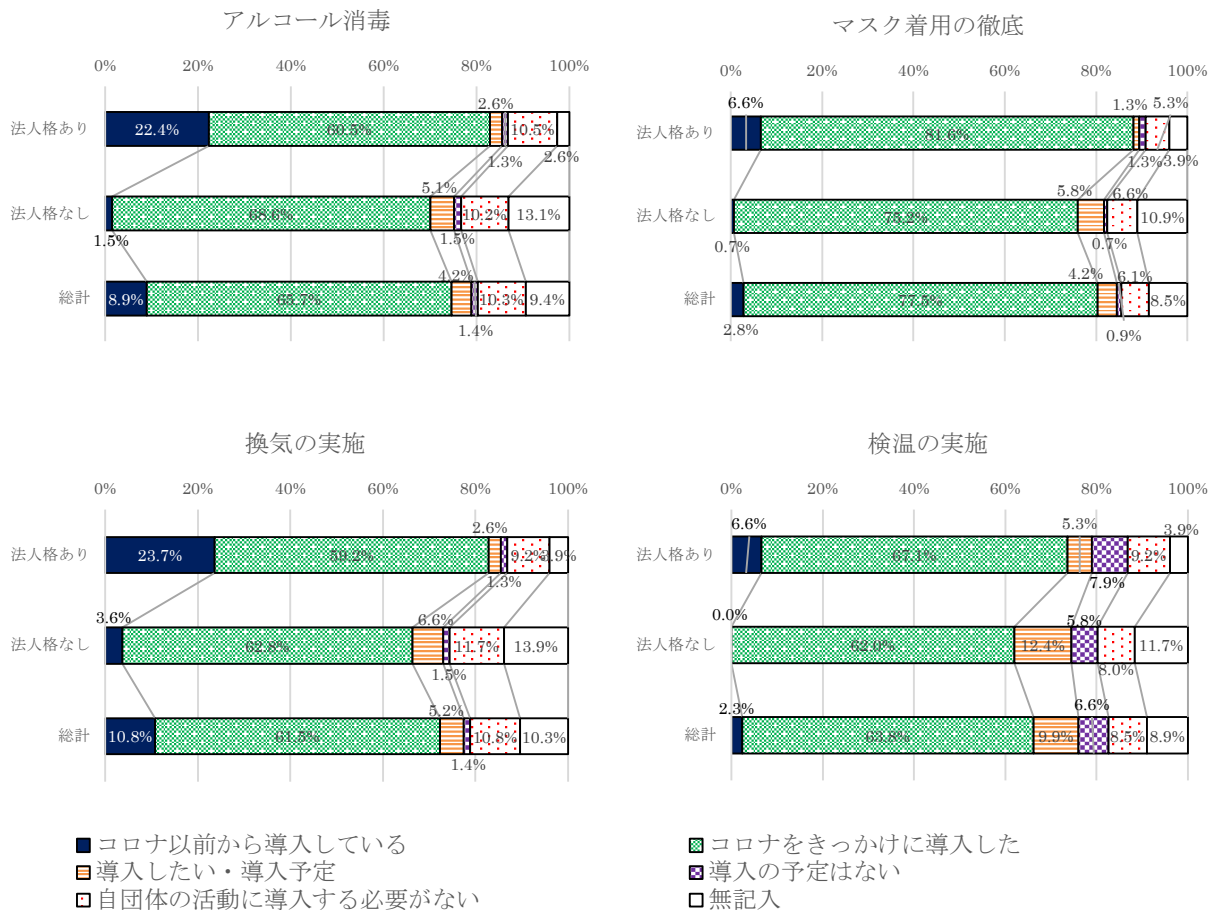 アルコール消毒
0% 20% 40% 60% 80% 100%
2.6%
法人格あり 22.4% 60.5% 10.5%
1.3% 2.6%
5.1%
法人格なし 68.6% 10.2% 13.1%
1.5% 1.5%
4.2%
総計 8.9% 65.7% 10.3% 9.4%
1.4%
マスク着用の徹底
0% 20% 40% 60% 80% 100%
6.6% 1.3% 5.3%
法人格あり 81.6%
1.3% 3.9%
5.8% 6.6%
法人格なし 75.2% 10.9%
0.7% 0.7%
4.2% 6.1%
総計 77.5% 8.5%
2.8% 0.9%
換気の実施
0% 20% 40% 60% 80% 100%
2.6%
法人格あり 23.7% 59.2% 9.2% 3.9%
1.3%
3.6% 6.6%
法人格なし 62.8% 11.7% 13.9%
1.5%
5.2%
総計 10.8% 61.5% 10.8% 10.3%
1.4%
検温の実施
0% 20% 40% 60% 80% 100%
6.6% 5.3% 3.9%
法人格あり 67.1% 9.2%
7.9%
0.0% 5.8%
法人格なし 62.0% 12.4% 11.7%
8.0%
2.3% 6.6%
総計 63.8% 9.9% 8.5% 8.9%
コロナ以前から導入している
コロナをきっかけに導入した
導入したい・導入予定
導入の予定はない
自団体の活動に導入する必要がない
無記入